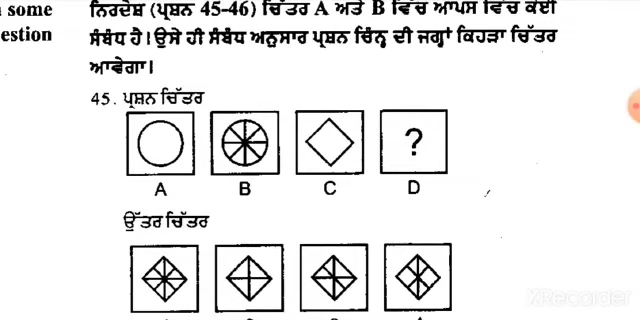 some
estion
ਨਿਰਦੇਸ਼ (ਪ੍ਰਸ਼ਨ 45-46) ਚਿੱਤਰ A ਅਤੇ B ਵਿੱਚ ਆਪਸ ਵਿੱਚ ਕੋਈ
ਸੰਬੰਧ ਹੈ। ਉਸੇ ਹੀ ਸੰਬੰਧ ਅਨੁਸਾਰ ਪ੍ਰਸ਼ਨ ਚਿੰਨ੍ਹ ਦੀ ਜਗ੍ਹਾਂ ਕਿਹੜਾ ਚਿੱਤਰ
ਆਵੇਗਾ।
45. ਪ੍ਰਸ਼ਨ ਚਿੱਤਰ
?
A B C D
ਉੱਤਰ ਚਿੱਤਰ
XRecorder